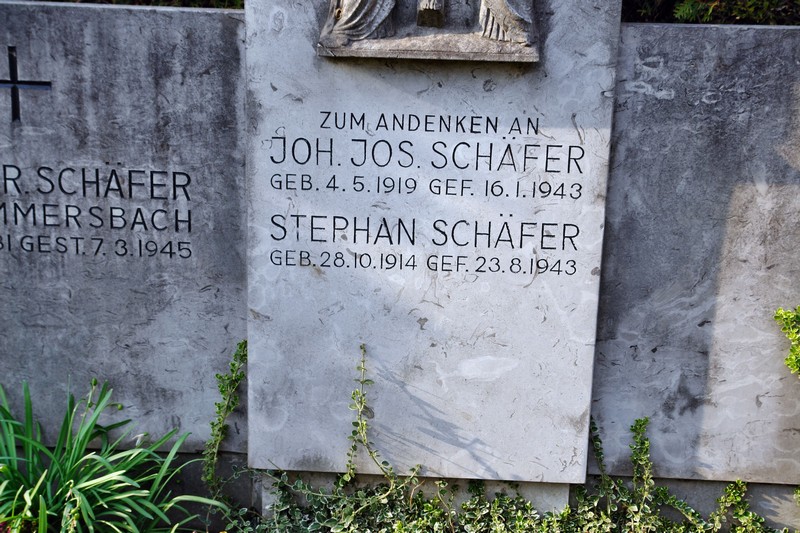 R. SCHÄFER
MMERSBACH
GEST. 7.3.1945
ZUM ANDENKEN AN
JOH. JOS. SCHÄFER
GEB. 4.5.1919 GEF. 16.1.1943
STEPHAN SCHÄFER
GEB. 28.10.1914 GEF. 23.8.1943